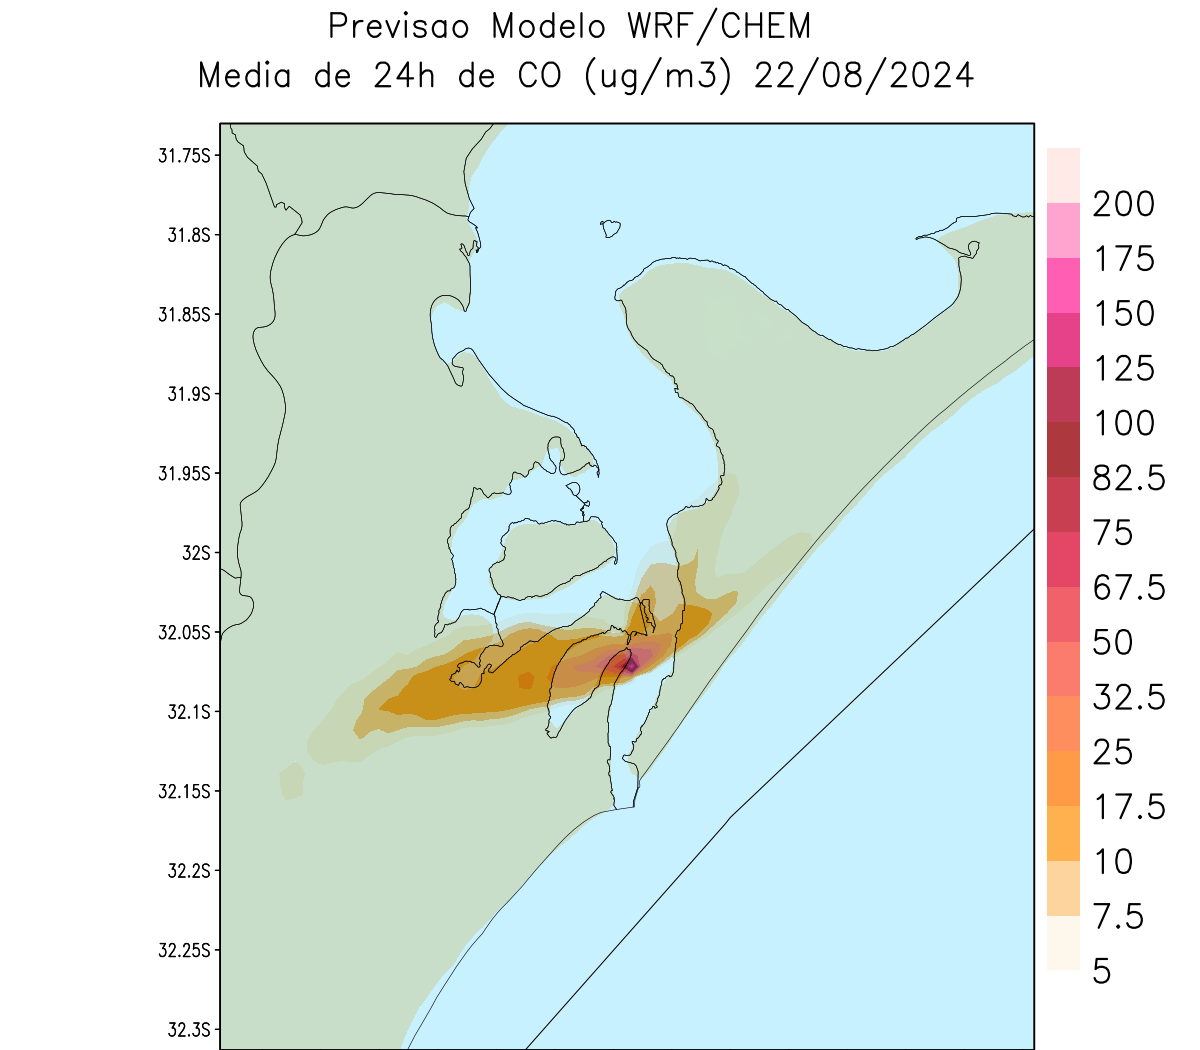 Previsao Modelo WRF/CHEM
Media de 24h de CO (ug/m3) 22/08/2024
31.75S
31.8S
31.85S
31.9S
31.95S
32S
32.05S
32.1S
32.15S
32.2S
32.25S
32.3S
200
175
150
125
100
82.5
75
67.5
50
32.5
25
17.5
10
7.5
5